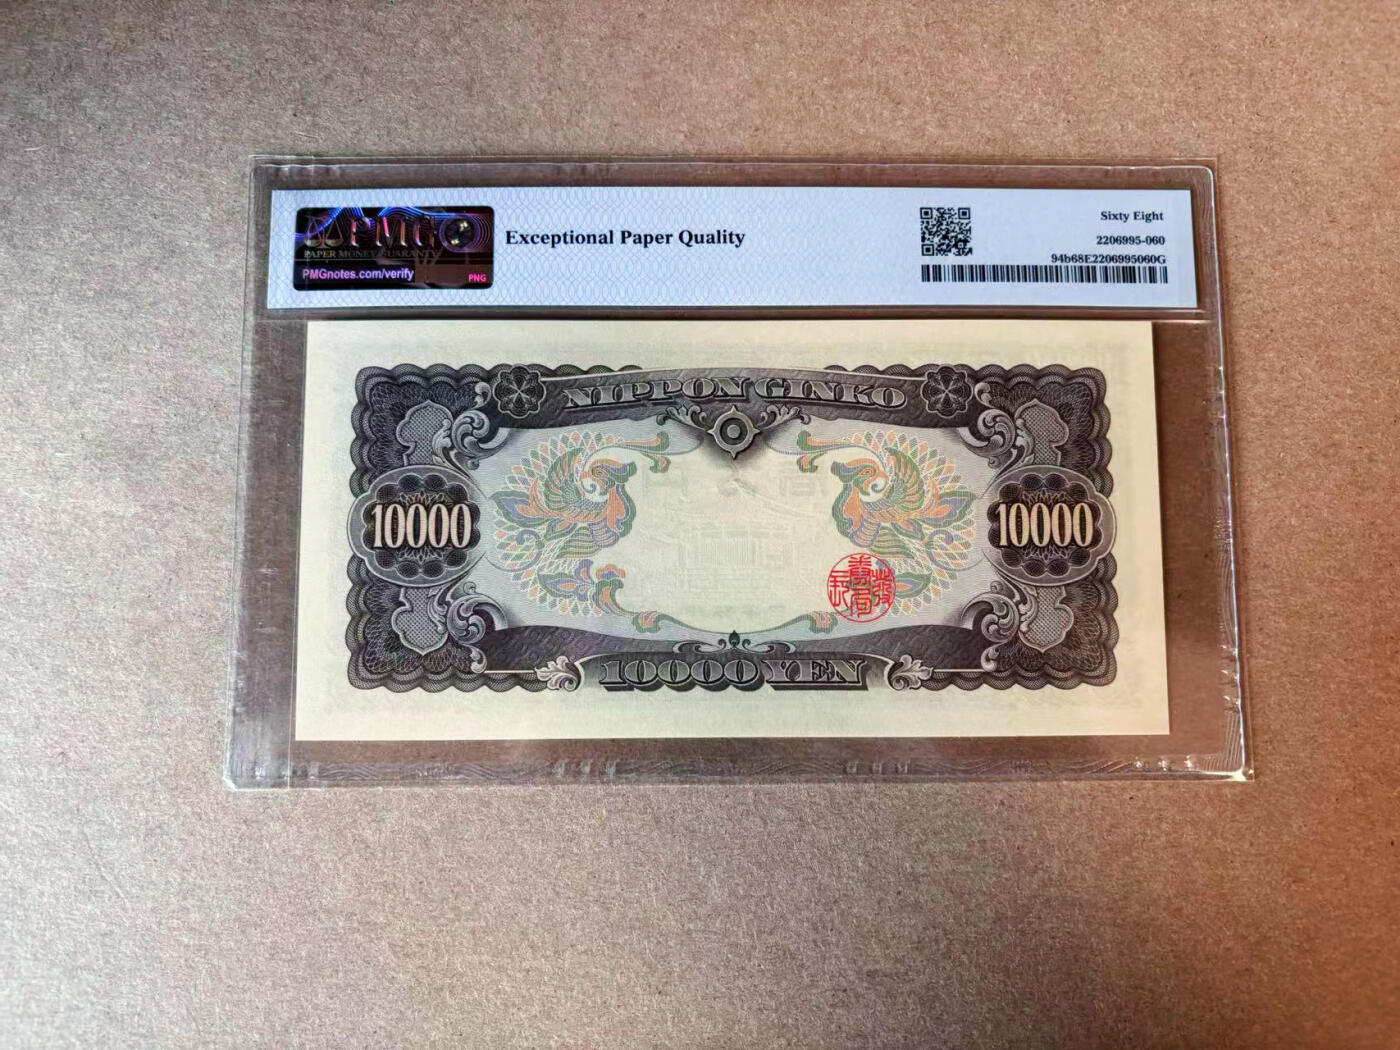 PMG
PAPER MONEY GUARANTY
PMGnotes.com/verify
PNG
Exceptional Paper Quality
Sixty Eight
2206995-060
94b68E2206995060G
NIPPON GINKO
10000
10000
10000 YEN